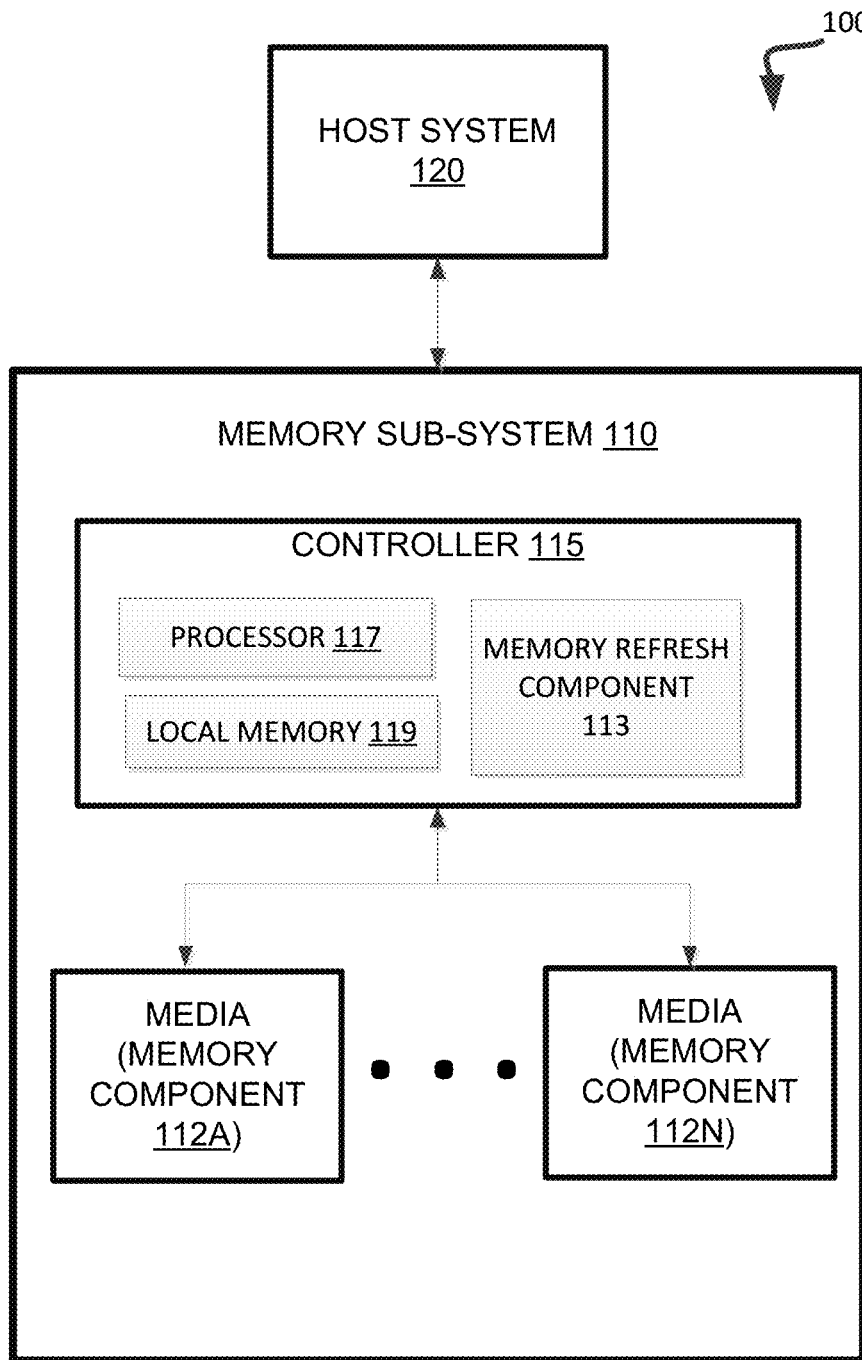 100
HOST SYSTEM
120
MEMORY SUB-SYSTEM 110
CONTROLLER 115
PROCESSOR 117
LOCAL MEMORY 119
MEMORY REFRESH
COMPONENT
113
MEDIA
(MEMORY
COMPONENT
112A)
MEDIA
(MEMORY
COMPONENT
112N)